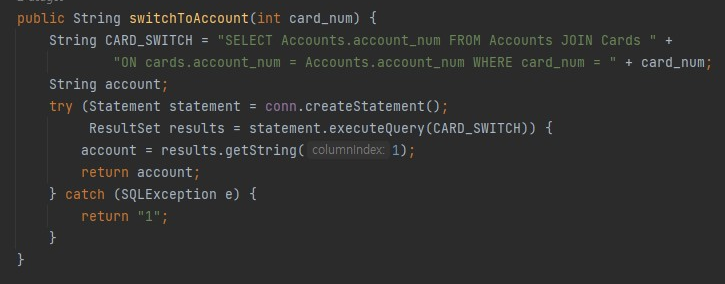 public String switchToAccount(int card_num) {
String CARD_SWITCH = "SELECT Accounts.account_num FROM Accounts JOIN Cards " +
"ON cards.account_num = Accounts.account_num WHERE card_num = " + card_num;
String account;
try (Statement statement = conn.createStatement();
ResultSet results = statement.executeQuery(CARD_SWITCH)) {
account = results.getString( columnIndex: 1);
return account;
} catch (SQLException e) {
return "1";
}
}